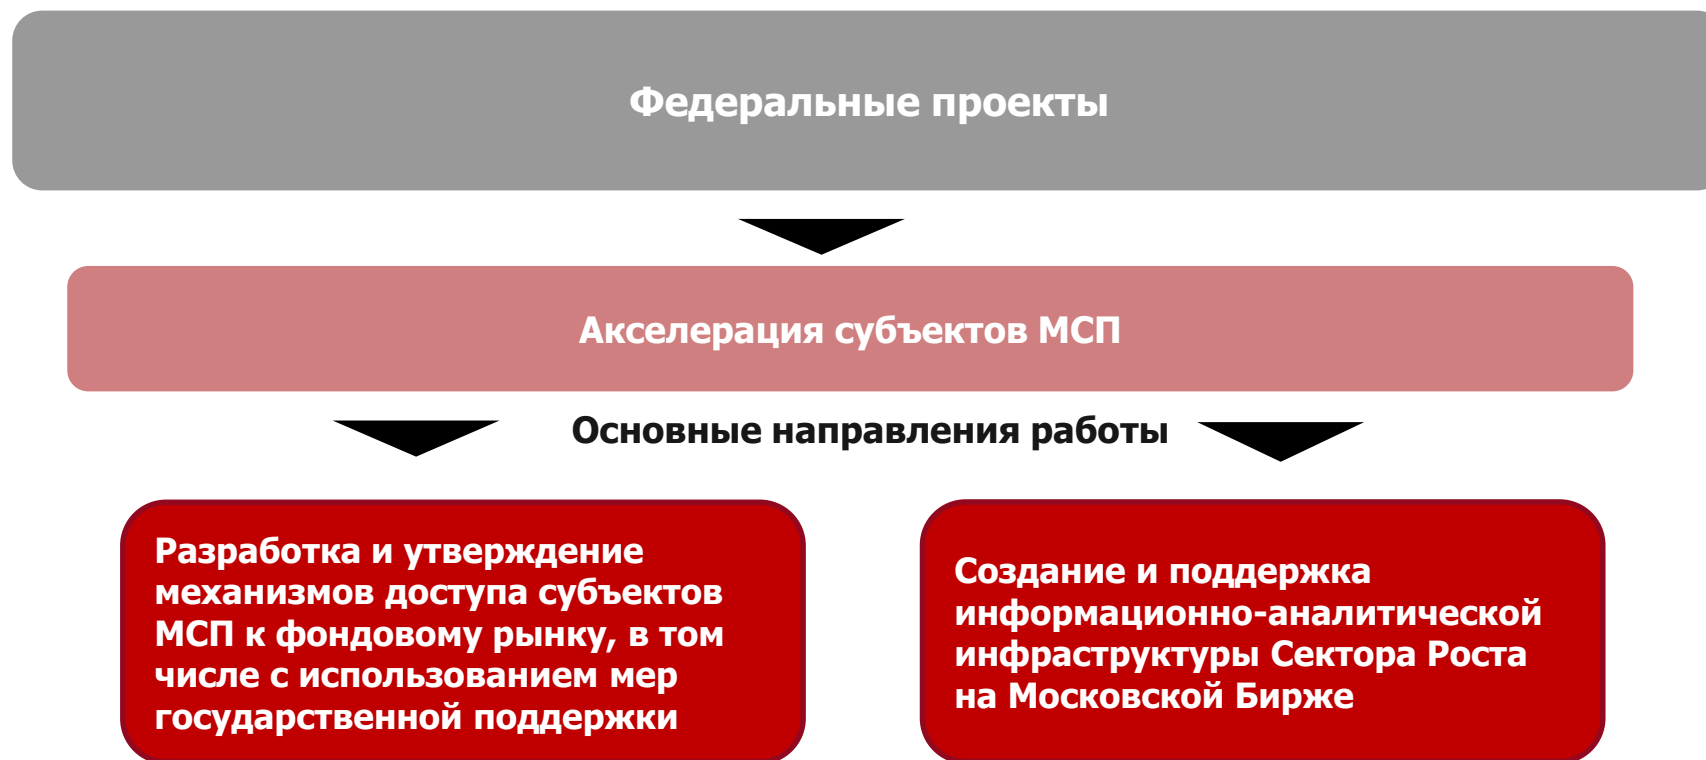 Федеральные проекты
Акселерация субъектов МСП
Основные направления работы
Разработка и утверждение
механизмов доступа субъектов
МСП к фондовому рынку, в том
числе с использованием мер
государственной поддержки
Создание и поддержка
информационно-аналитической
инфраструктуры Сектора Роста
на Московской Бирже